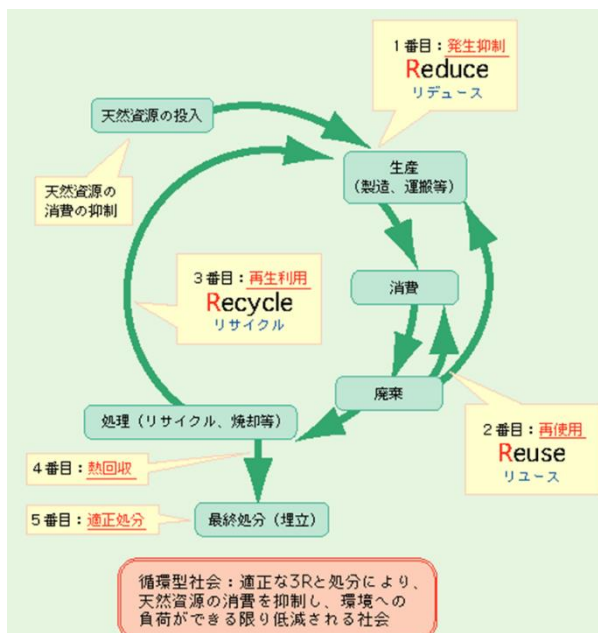 1番目：発生抑制
Reduce
リデュース
天然資源の投入
天然資源の
消費の抑制
生産
（製造、運搬等）
消費
3番目：再生利用
Recycle
リサイクル
廃棄
処理（リサイクル、焼却等）
2番目：再使用
Reuse
リユース
4番目：熱回収
5番目：適正処分
最終処分（埋立）
循環型社会：適正な3Rと処分により、
天然資源の消費を抑制し、環境への
負荷ができる限り低減される社会